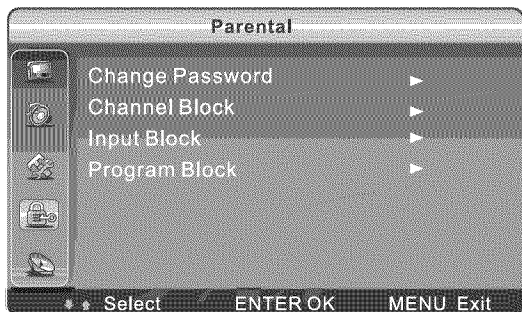 Parental
Change Password ►
Channel Block ►
Input Block ►
Program Block ►
Select ENTER OK MENU Exit